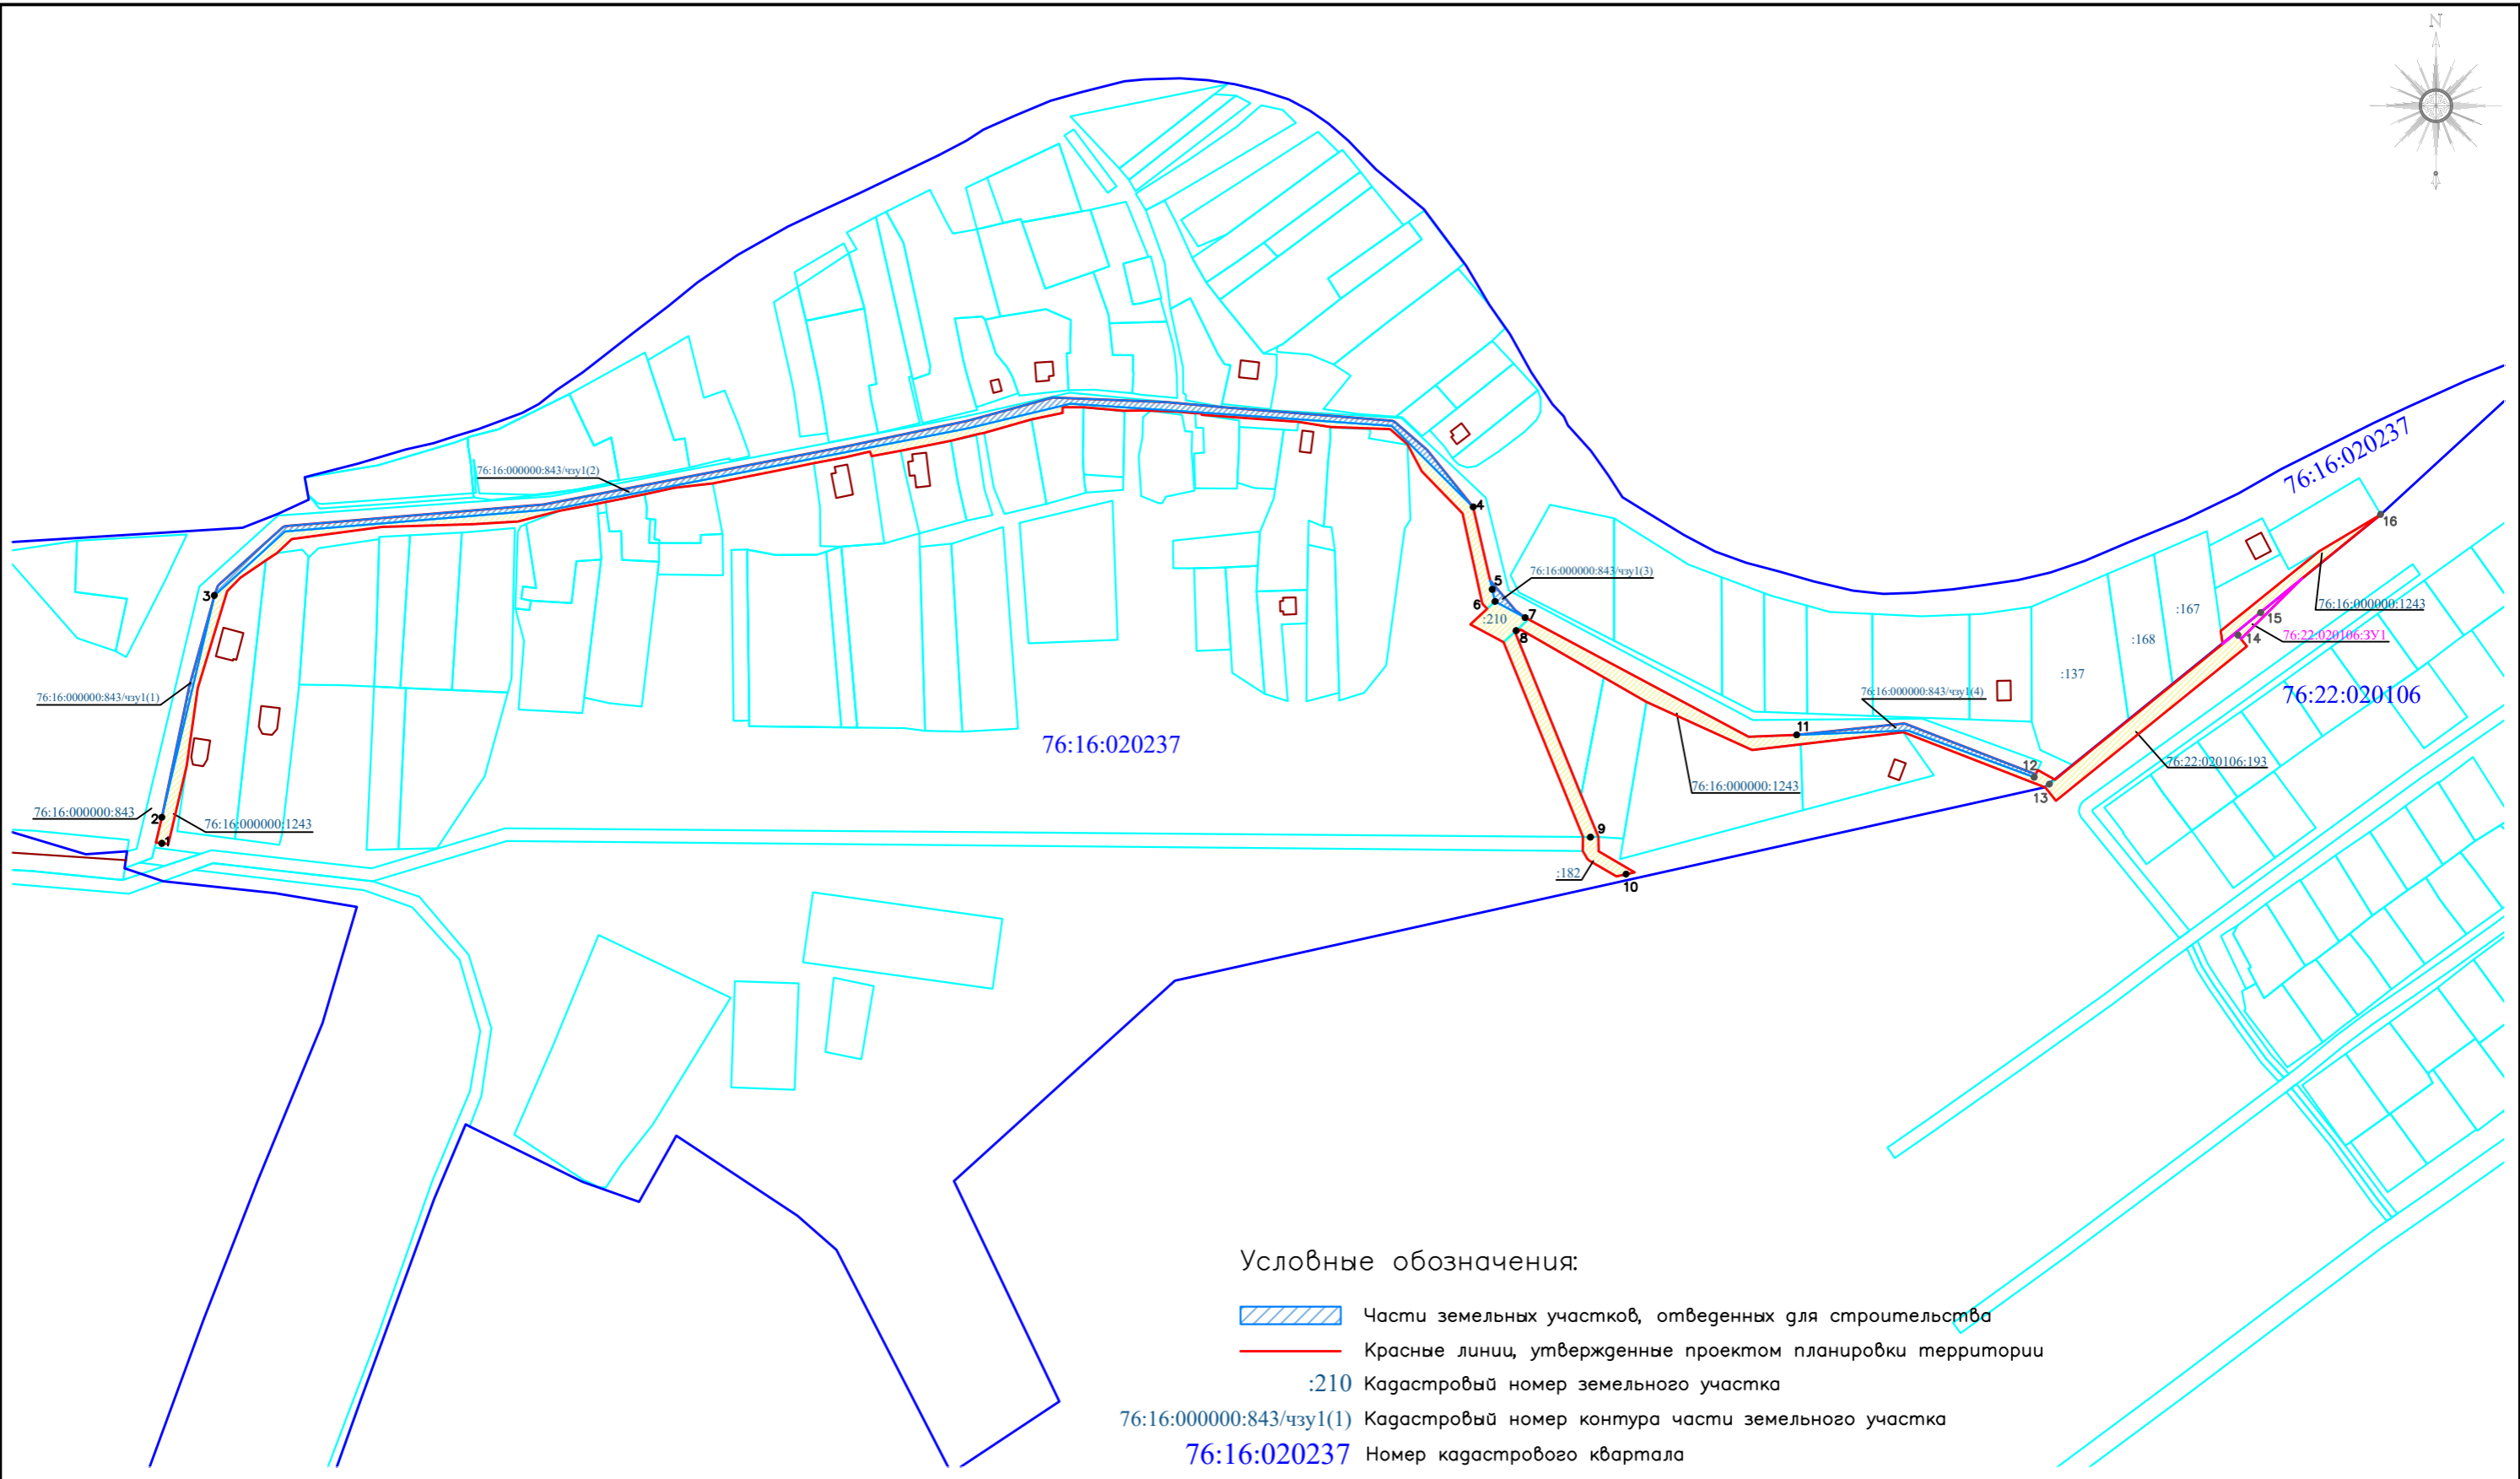 N
76:16:020237
76:16:000000:843/чзу1(2)
4
16
5
76:16:000000:843/чзу1(3)
3
6
7
:210
:167
76:16:000000:1243
15
8
14
76:22:020106:ЗУ1
:168
:137
76:16:000000:843/чзу1(1)
76:16:000000:843/чзу1(4)
76:22:020106
11
76:16:020237
12
76:22:020106:193
76:16:000000:1243
13
76:16:000000:843
2
76:16:000000:1243
9
1
:182
10
Условные обозначения:
Части земельных участков, отведенных для строительства
Красные линии, утвержденные проектом планировки территории
:210 Кадастровый номер земельного участка
76:16:000000:843/чзу1(1) Кадастровый номер контура части земельного участка
76:16:020237 Номер кадастрового квартала